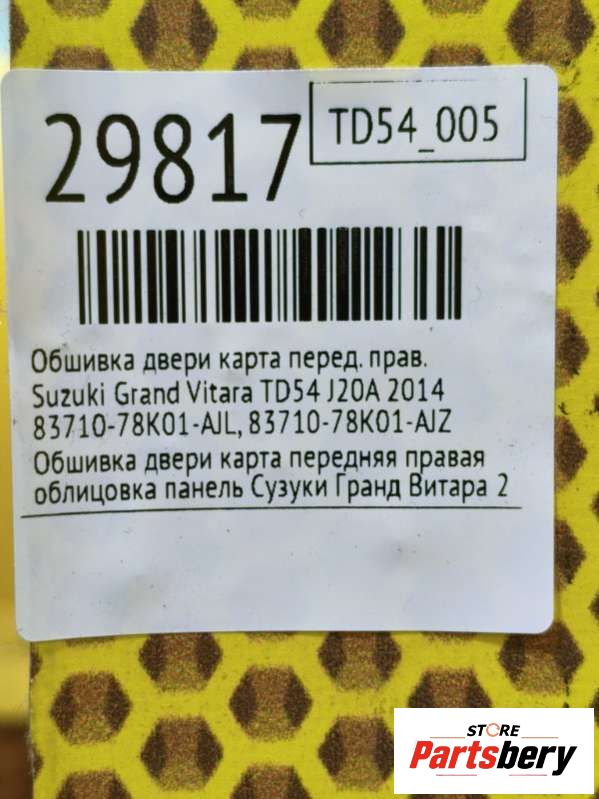 29817
TD54_005
Обшивка двери карта перед. прав.
Suzuki Grand Vitara TD54 J20A 2014
83710-78K01-AJL, 83710-78K01-AJZ
Обшивка двери карта передняя правая
облицовка панель Сузуки Гранд Витара 2
STORE
Partsbery